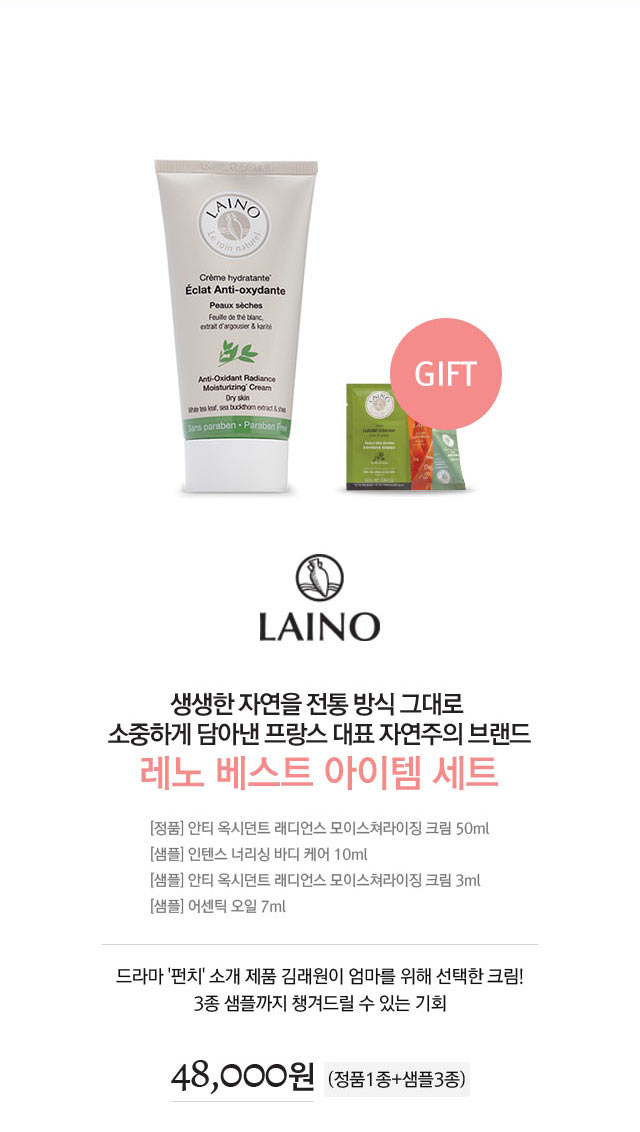 LAINO
Le soin naturel
Crème hydratante*
Éclat Anti-oxydante
Peaux sèches
Feuille de thé blanc,
extrait d'argousier & karité
Anti-Oxidant Radiance
Moisturizing* Cream
Dry skin
White tea leaf, sea buckthorn extract & shea
Sans paraben • Paraben Free
GIFT
LAINO
LAINO
생생한 자연을 전통 방식 그대로
소중하게 담아낸 프랑스 대표 자연주의 브랜드
레노 베스트 아이템 세트
[정품] 안티 옥시던트 래디언스 모이스쳐라이징 크림 50ml
[샘플] 인텐스 너리싱 바디 케어 10ml
[샘플] 안티 옥시던트 래디언스 모이스쳐라이징 크림 3ml
[샘플] 어센틱 오일 7ml
드라마 '펀치' 소개 제품 김래원이 엄마를 위해 선택한 크림!
3종 샘플까지 챙겨드릴 수 있는 기회
48,000원 (정품1종+샘플3종)